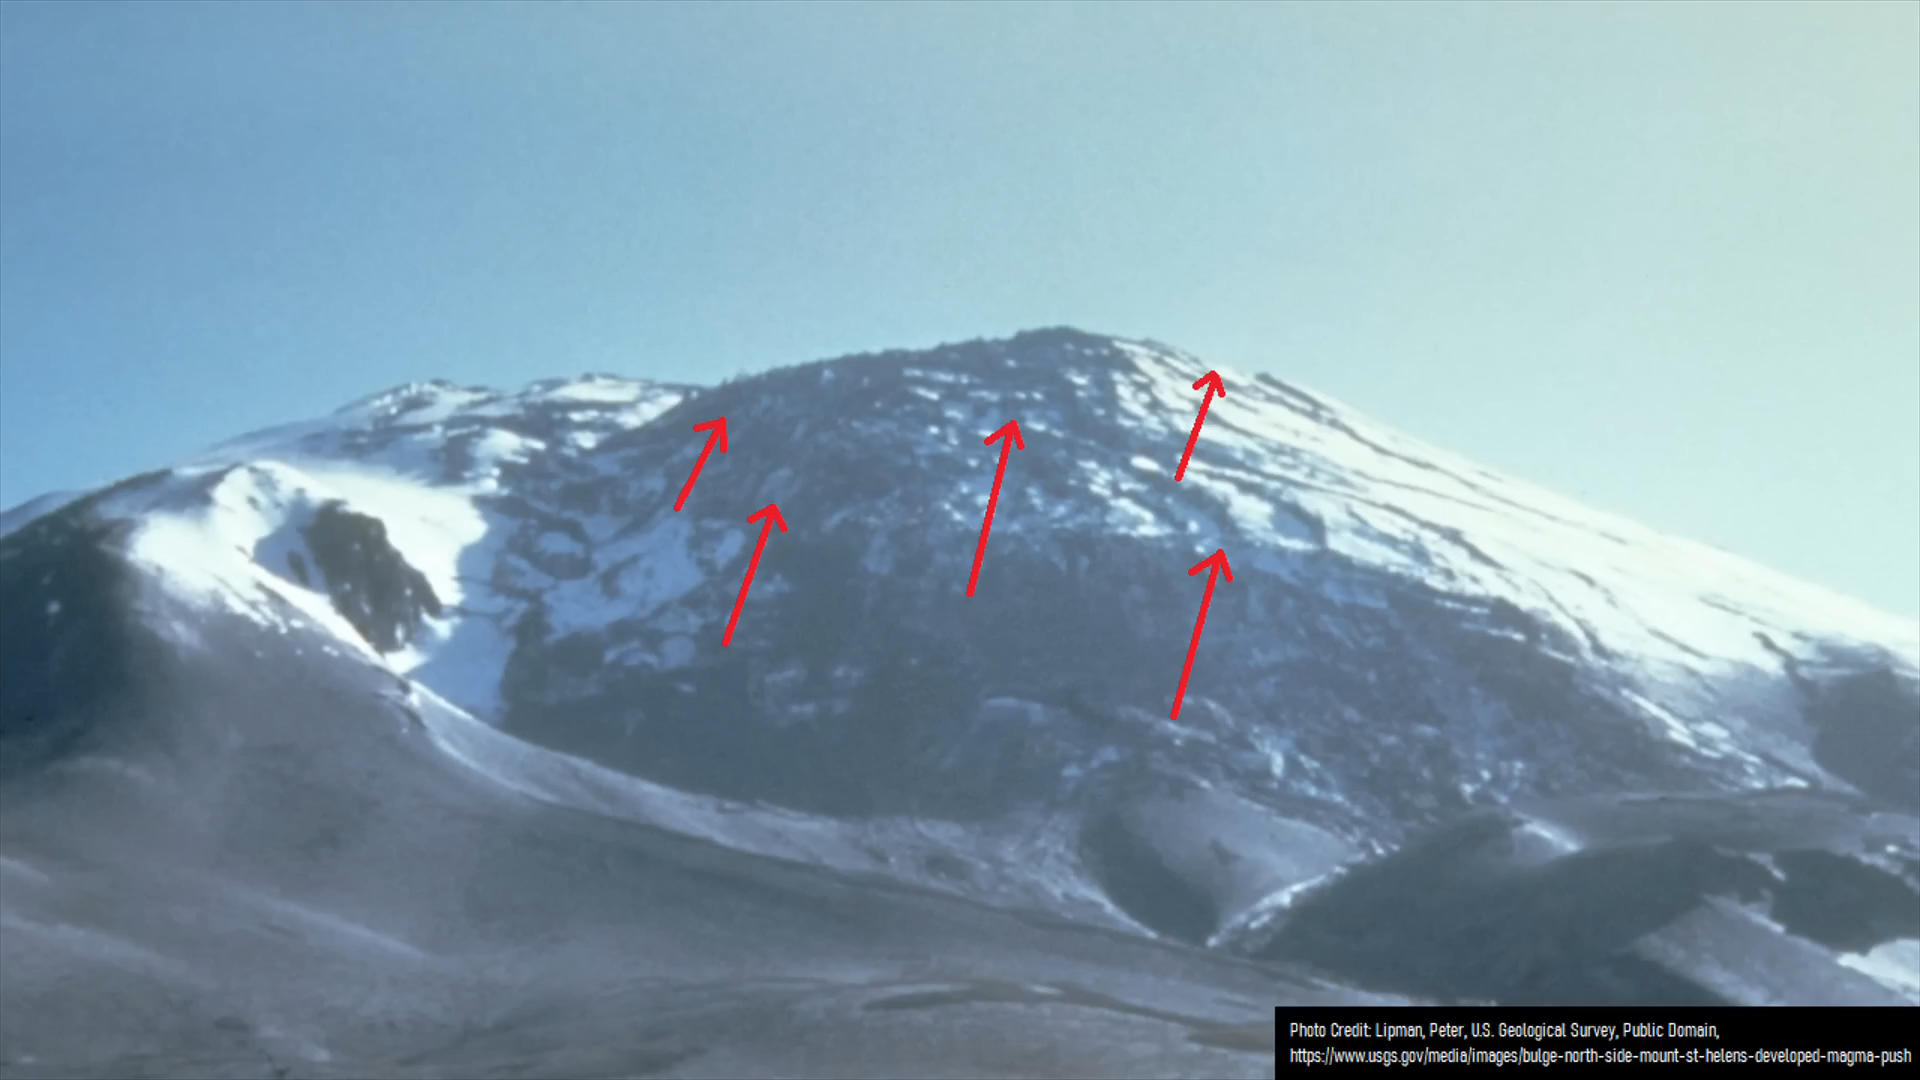 Photo Credit: Lipman, Peter, U.S. Geological Survey, Public Domain,
https://www.usgs.gov/media/images/bulge-north-side-mount-st-helens-developed-magma-push